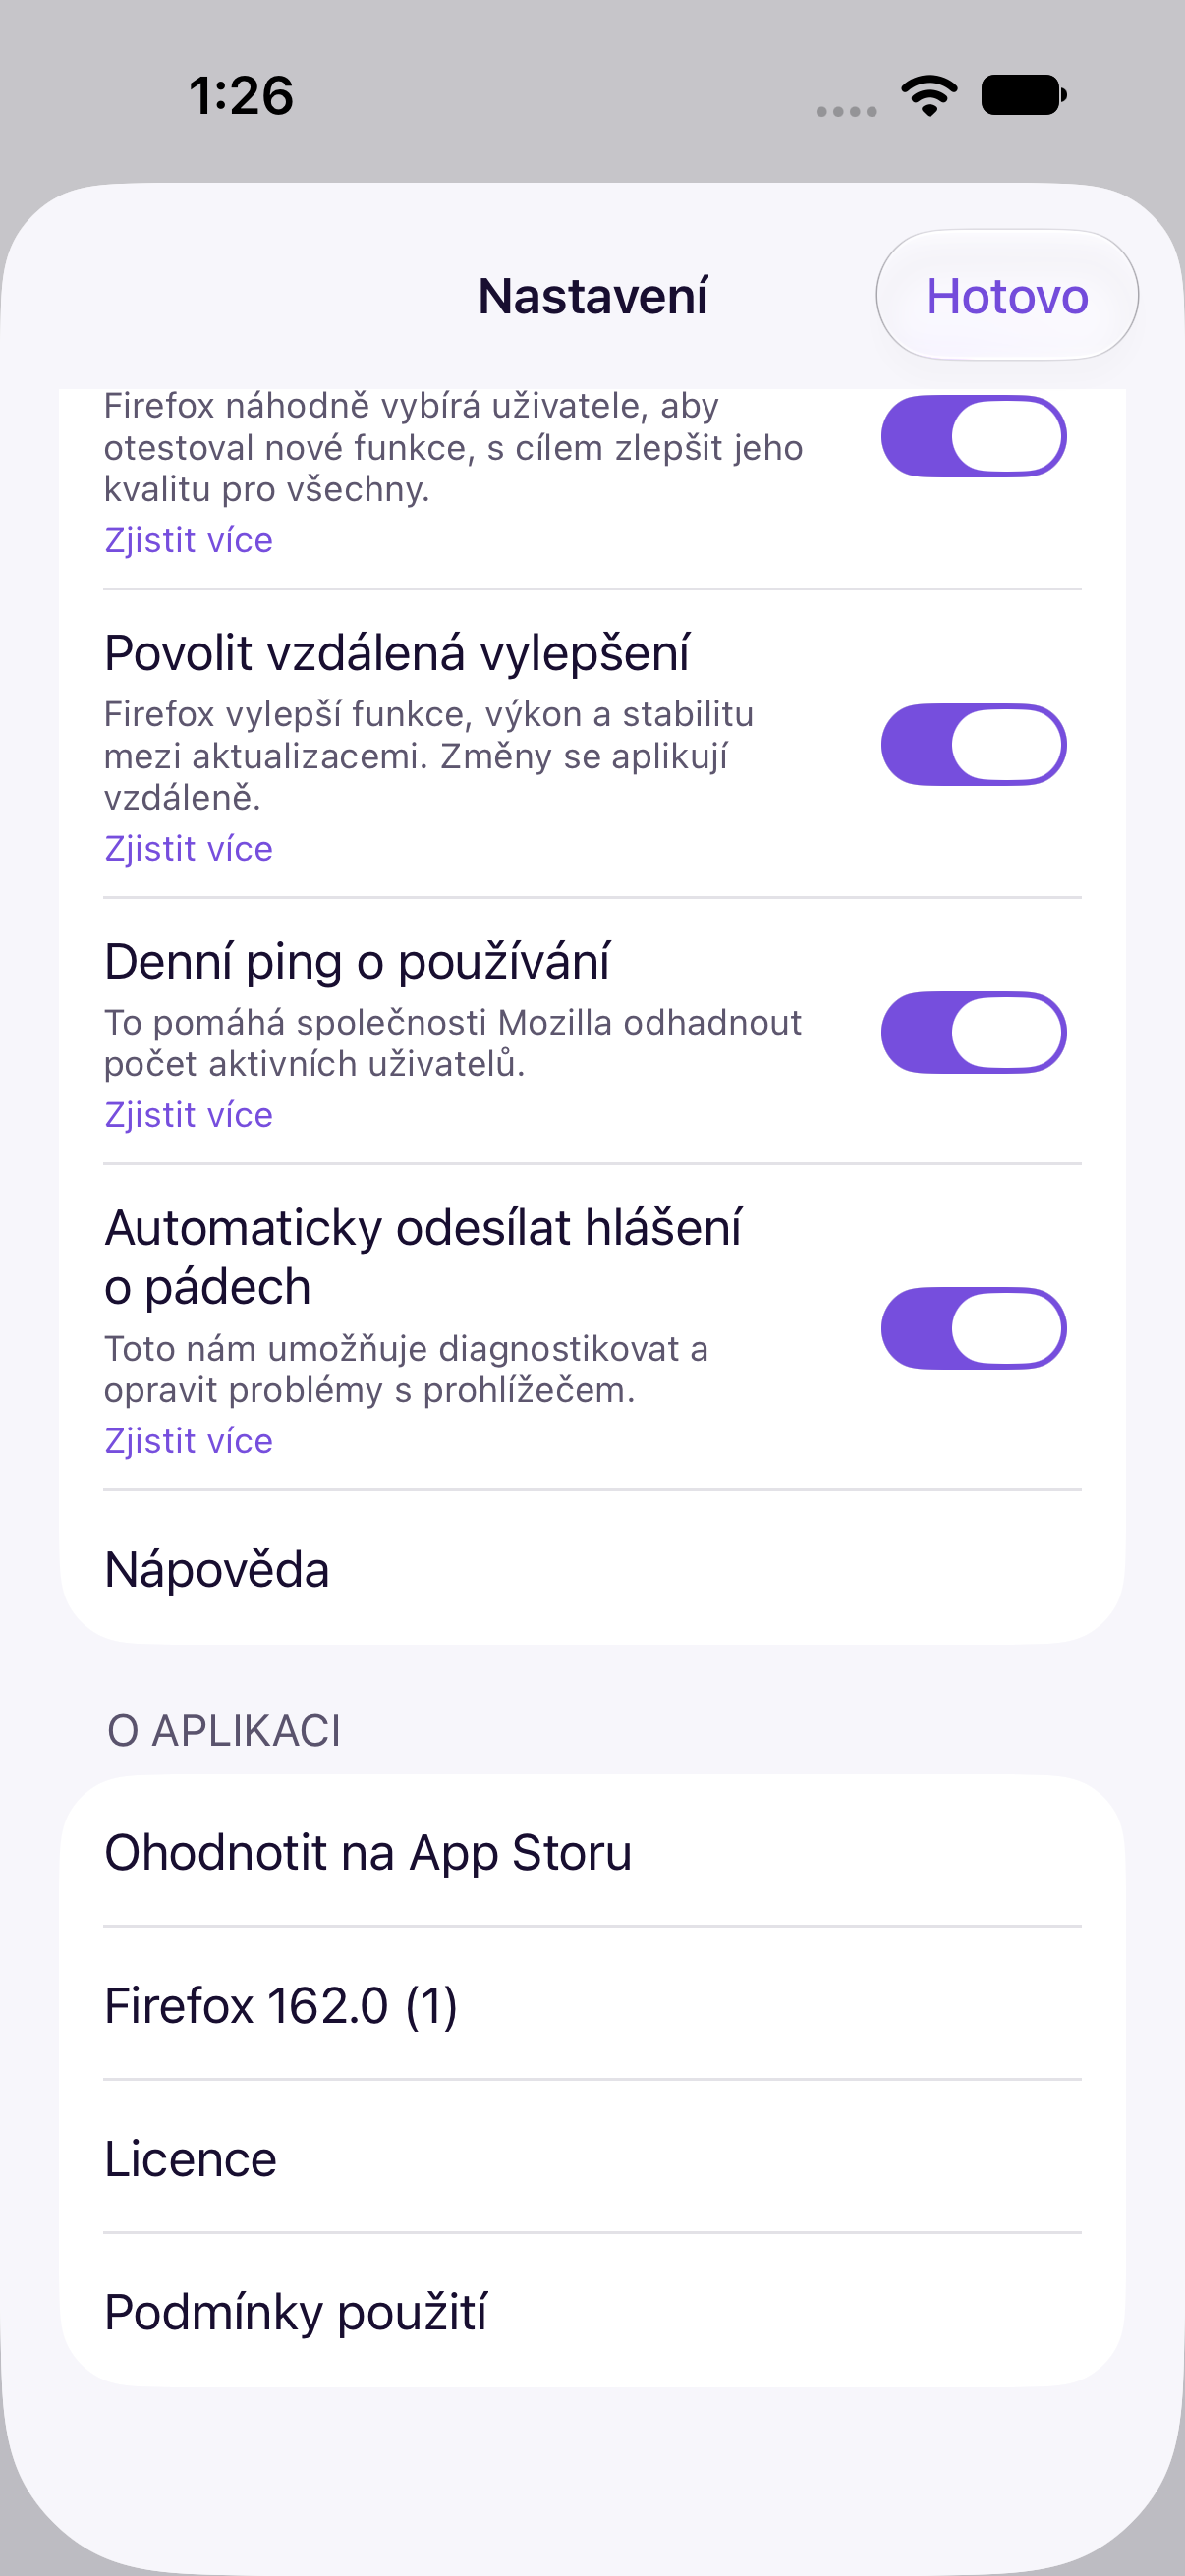 1:26
Nastavení
Hotovo
Firefox náhodně vybírá uživatele, aby
otestoval nové funkce, s cílem zlepšit jeho
kvalitu pro všechny.
Zjistit více
Povolit vzdálená vylepšení
Firefox vylepší funkce, výkon a stabilitu
mezi aktualizacemi. Změny se aplikují
vzdáleně.
Zjistit více
Denní ping o používání
To pomáhá společnosti Mozilla odhadnout
počet aktivních uživatelů.
Zjistit více
Automaticky odesílat hlášení
o pádech
Toto nám umožňuje diagnostikovat a
opravit problémy s prohlížečem.
Zjistit více
Nápověda
O APLIKACI
Ohodnotit na App Storu
Firefox 162.0 (1)
Licence
Podmínky použití